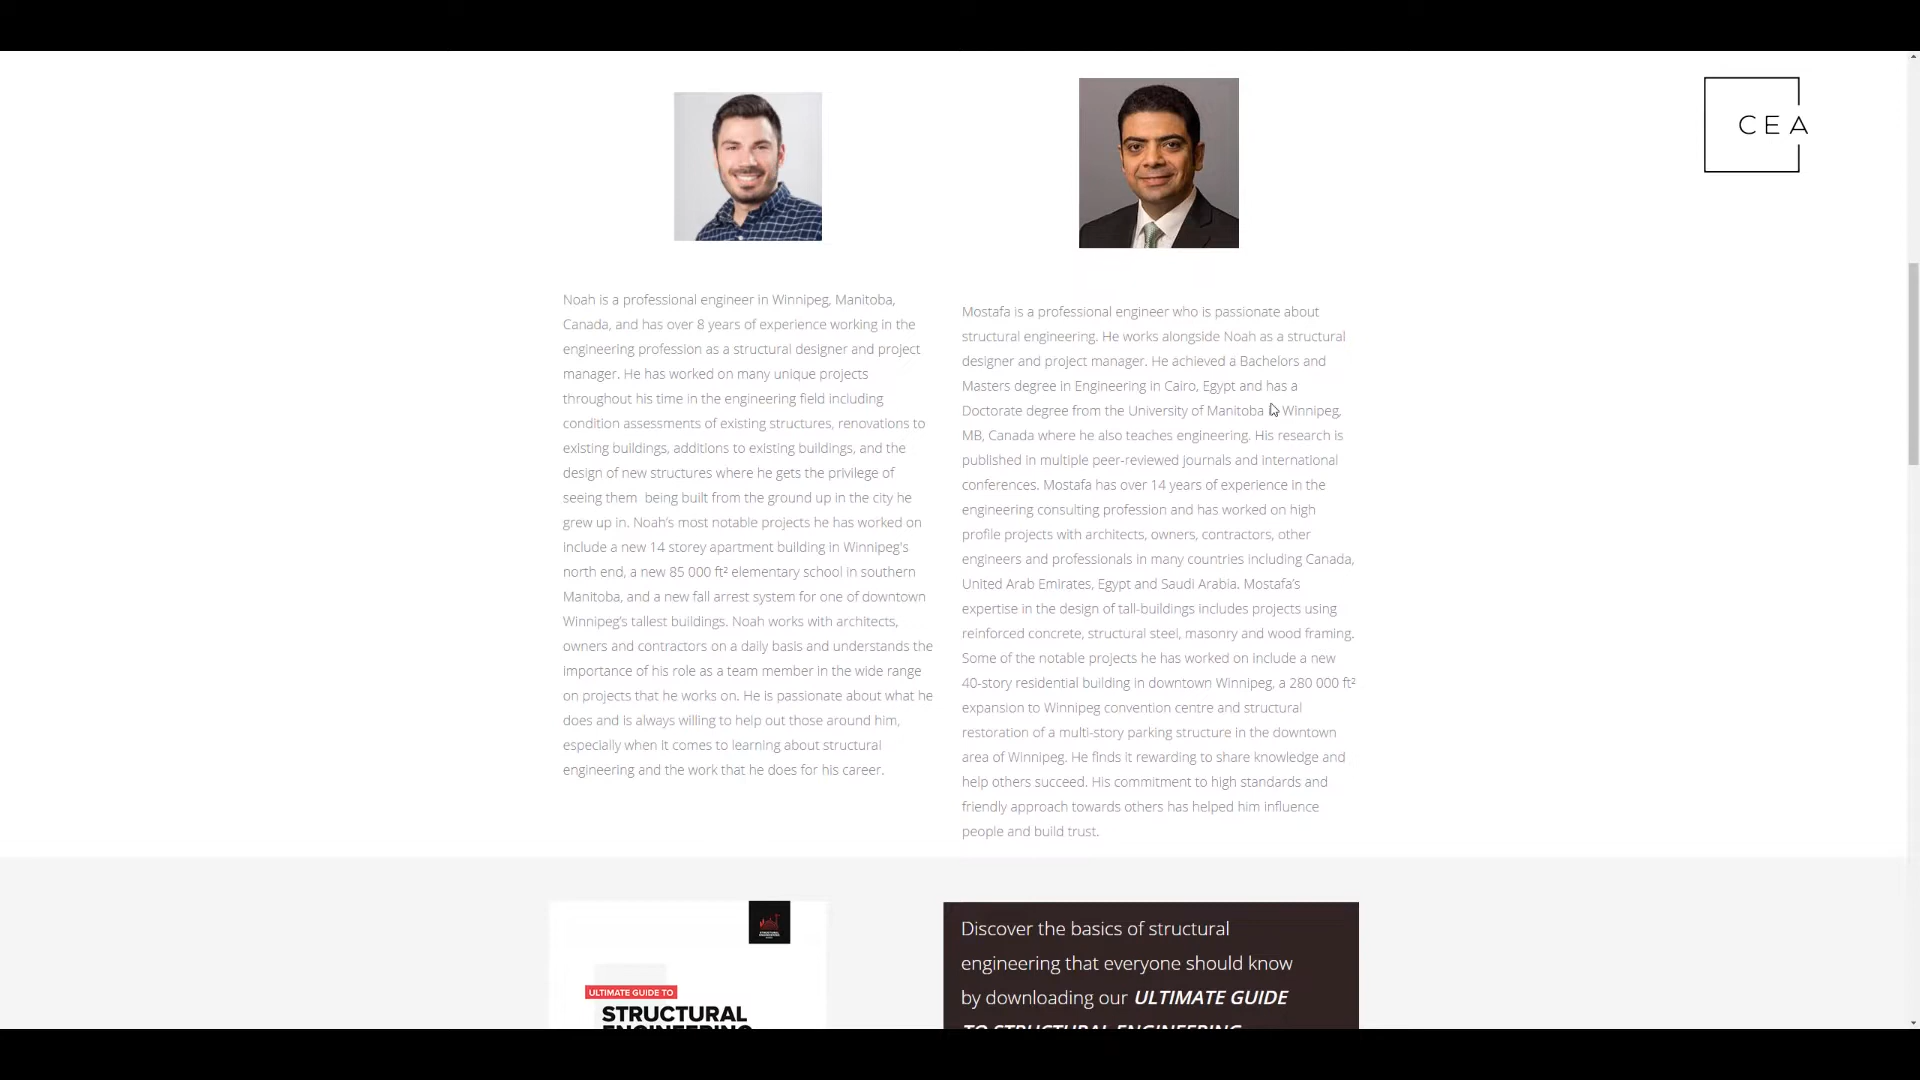 CEA
Noah is a professional engineer in Winnipeg, Manitoba,
Canada, and has over 8 years of experience working in the
engineering profession as a structural designer and project
manager. He has worked on many unique projects
throughout his time in the engineering field including
condition assessments of existing structures, renovations to
existing buildings, additions to existing buildings, and the
design of new structures where he gets the privilege of
seeing them  being built from the ground up in the city he
grew up in. Noah's most notable projects he has worked on
include a new 14 storey apartment building in Winnipeg's
north end, a new 85 000 ft² elementary school in southern
Manitoba, and a new fall arrest system for one of downtown
Winnipeg's tallest buildings. Noah works with architects,
owners and contractors on a daily basis and understands the
importance of his role as a team member in the wide range
on projects that he works on. He is passionate about what he
does and is always willing to help out those around him,
especially when it comes to learning about structural
engineering and the work that he does for his career.
Mostafa is a professional engineer who is passionate about
structural engineering. He works alongside Noah as a structural
designer and project manager. He achieved a Bachelors and
Masters degree in Engineering in Cairo, Egypt and has a
Doctorate degree from the University of Manitoba Winnipeg,
MB, Canada where he also teaches engineering. His research is
published in multiple peer-reviewed journals and international
conferences. Mostafa has over 14 years of experience in the
engineering consulting profession and has worked on high
profile projects with architects, owners, contractors, other
engineers and professionals in many countries including Canada,
United Arab Emirates, Egypt and Saudi Arabia. Mostafa's
expertise in the design of tall-buildings includes projects using
reinforced concrete, structural steel, masonry and wood framing.
Some of the notable projects he has worked on include a new
40-story residential building in downtown Winnipeg, a 280 000 ft²
expansion to Winnipeg convention centre and structural
restoration of a multi-story parking structure in the downtown
area of Winnipeg. He finds it rewarding to share knowledge and
help others succeed. His commitment to high standards and
friendly approach towards others has helped him influence
people and build trust.
ULTIMATE GUIDE TO
STRUCTURAL
ENGINEERING
Discover the basics of structural
engineering that everyone should know
by downloading our ULTIMATE GUIDE
TO STRUCTURAL ENGINEERING